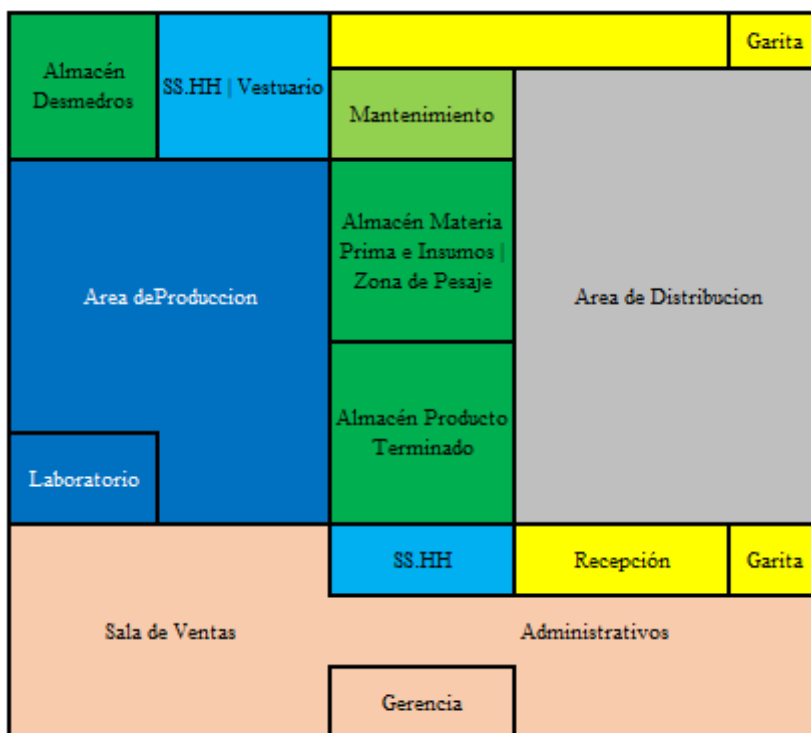 Almacén
Desmedros
SS.HH | Vestuario
Garita
Mantenimiento
Almacén Materia
Prima e Insumos |
Zona de Pesaje
Area deProduccion
Area de Distribucion
Almacén Producto
Terminado
Laboratorio
SS.HH
Recepción
Garita
Sala de Ventas
Administrativos
Gerencia